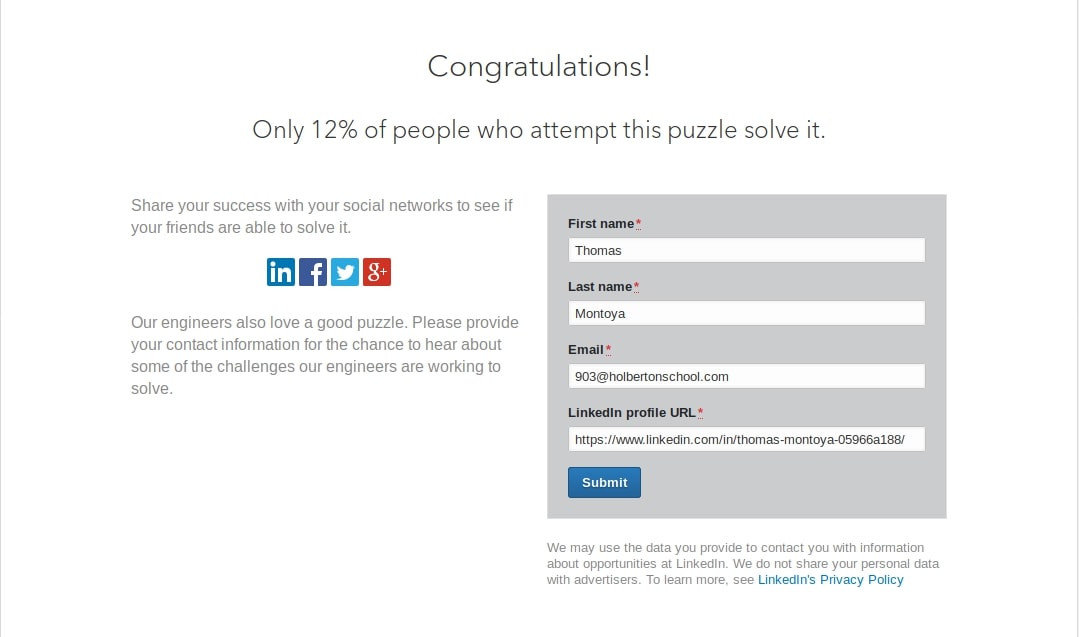 Congratulations!
Only 12% of people who attempt this puzzle solve it.
Share your success with your social networks to see if
your friends are able to solve it.
in f g+
Our engineers also love a good puzzle. Please provide
your contact information for the chance to hear about
some of the challenges our engineers are working to
solve.
First name*
Thomas
Last name*
Montoya
Email*
903@holbertonschool.com
LinkedIn profile URL*
https://www.linkedin.com/in/thomas-montoya-05966a188/
Submit
We may use the data you provide to contact you with information
about opportunities at LinkedIn. We do not share your personal data
with advertisers. To learn more, see LinkedIn's Privacy Policy